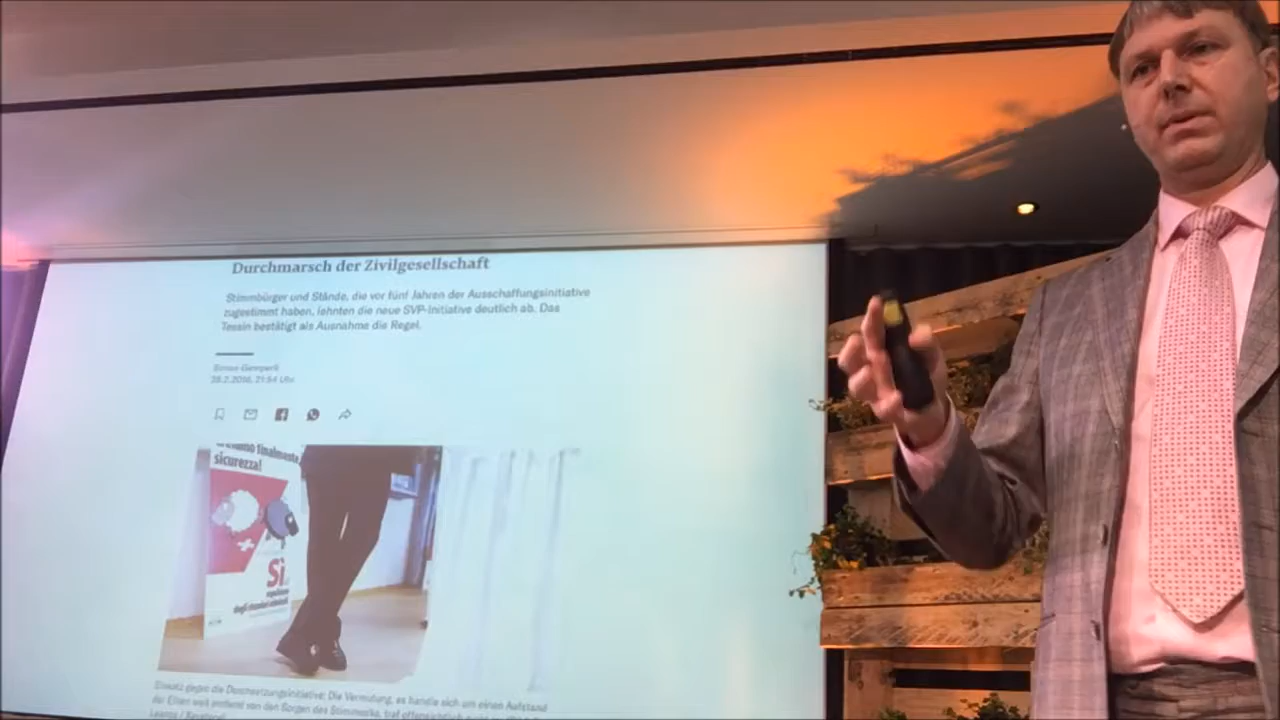 Durchmarsch der Zivilgesellschaft
Stimmbürger und Stände, die vor fünf Jahren der Ausschaffungsinitiative
zugestimmt haben, lehnten die neue SVP-Initiative deutlich ab. Das
Tessin bestätigt als Ausnahme die Regel.
Simon Gemperli
28.2.2016, 21:54 Uhr
finalmente
sicurezza!
Sì
Einsatz gegen die Durchsetzungsinitiative: Die Vermutung, es handle sich um einen Aufstand
der Eliten weit entfernt von den Sorgen des Stimmvolks, traf offensichtlich